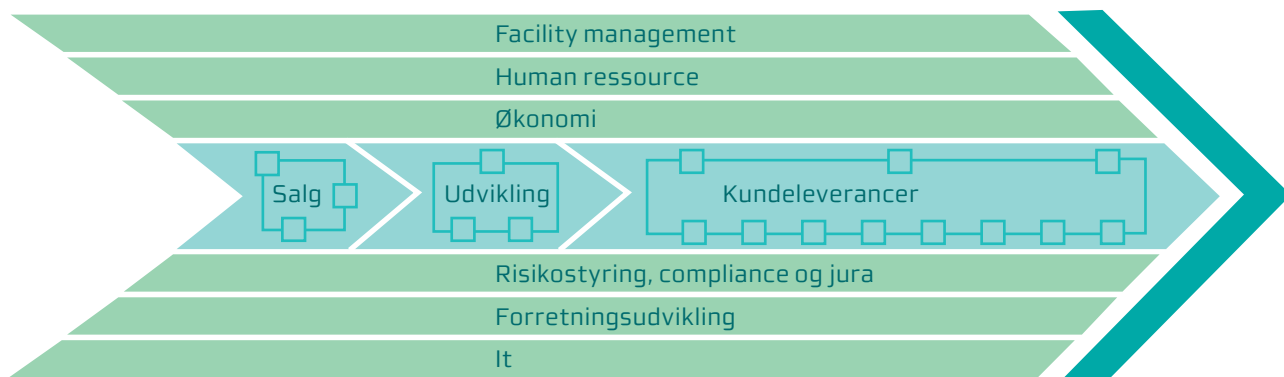 Facility management
Human ressource
Økonomi
Salg
Udvikling
Kundeleverancer
Risikostyring, compliance og jura
Forretningsudvikling
It